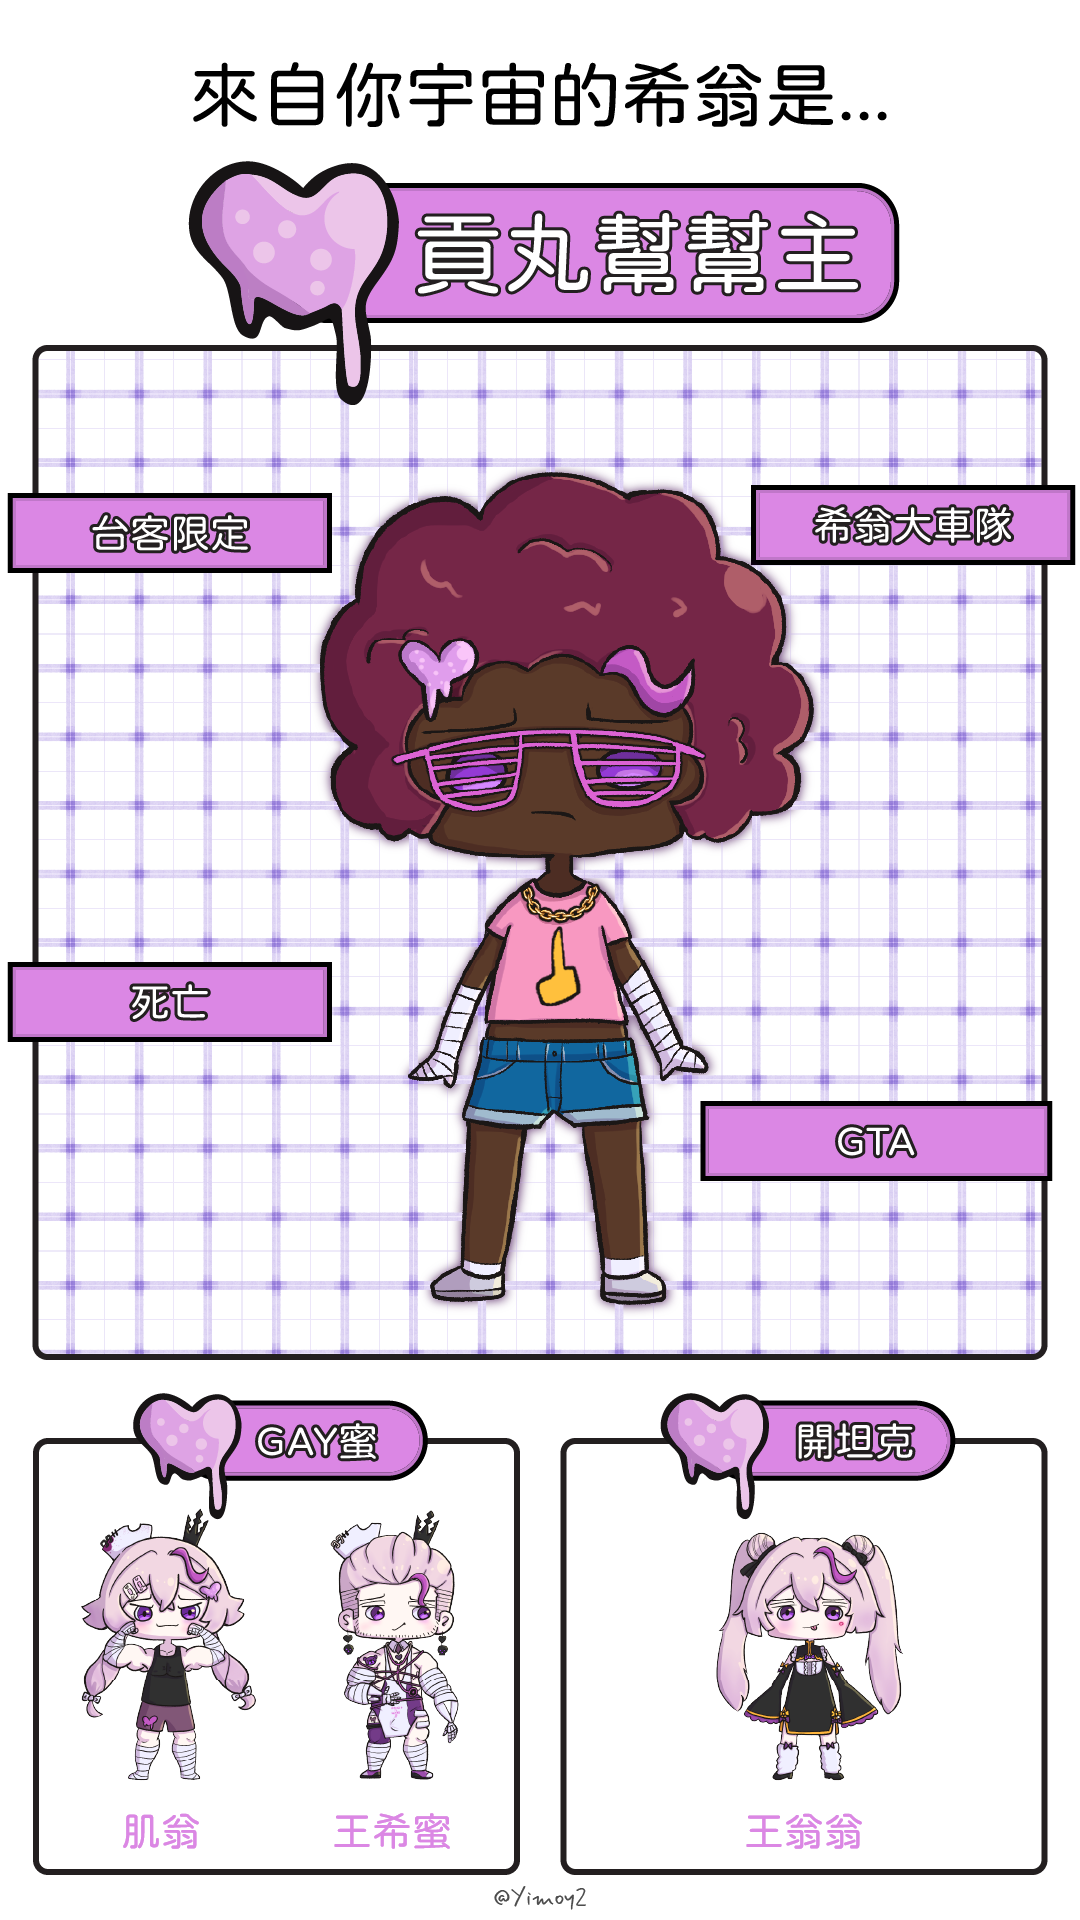 來自你宇宙的希翁是...
貢丸幫幫主
台客限定
希翁大車隊
死亡
GTA
GAY蜜
開坦克
肌翁
王希蜜
王翁翁
@Yimoy2